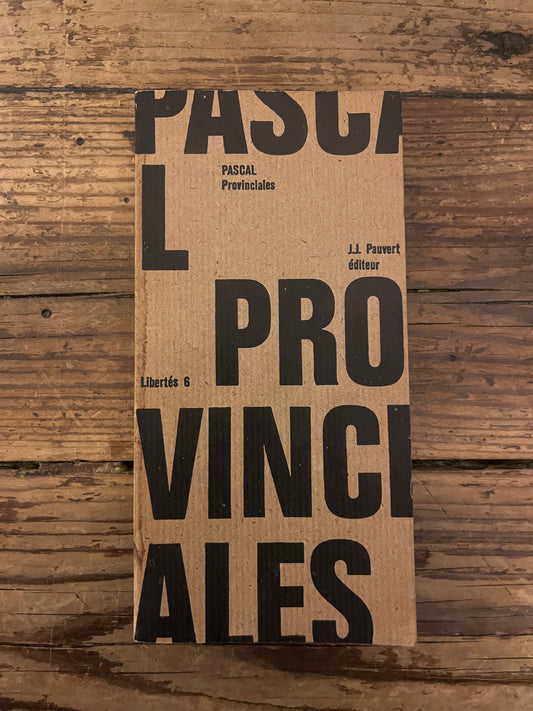 PASCA
L
PASCAL
Provinciales
J.J. Pauvert
éditeur
PRO
Libertés 6
VINCI
ALES